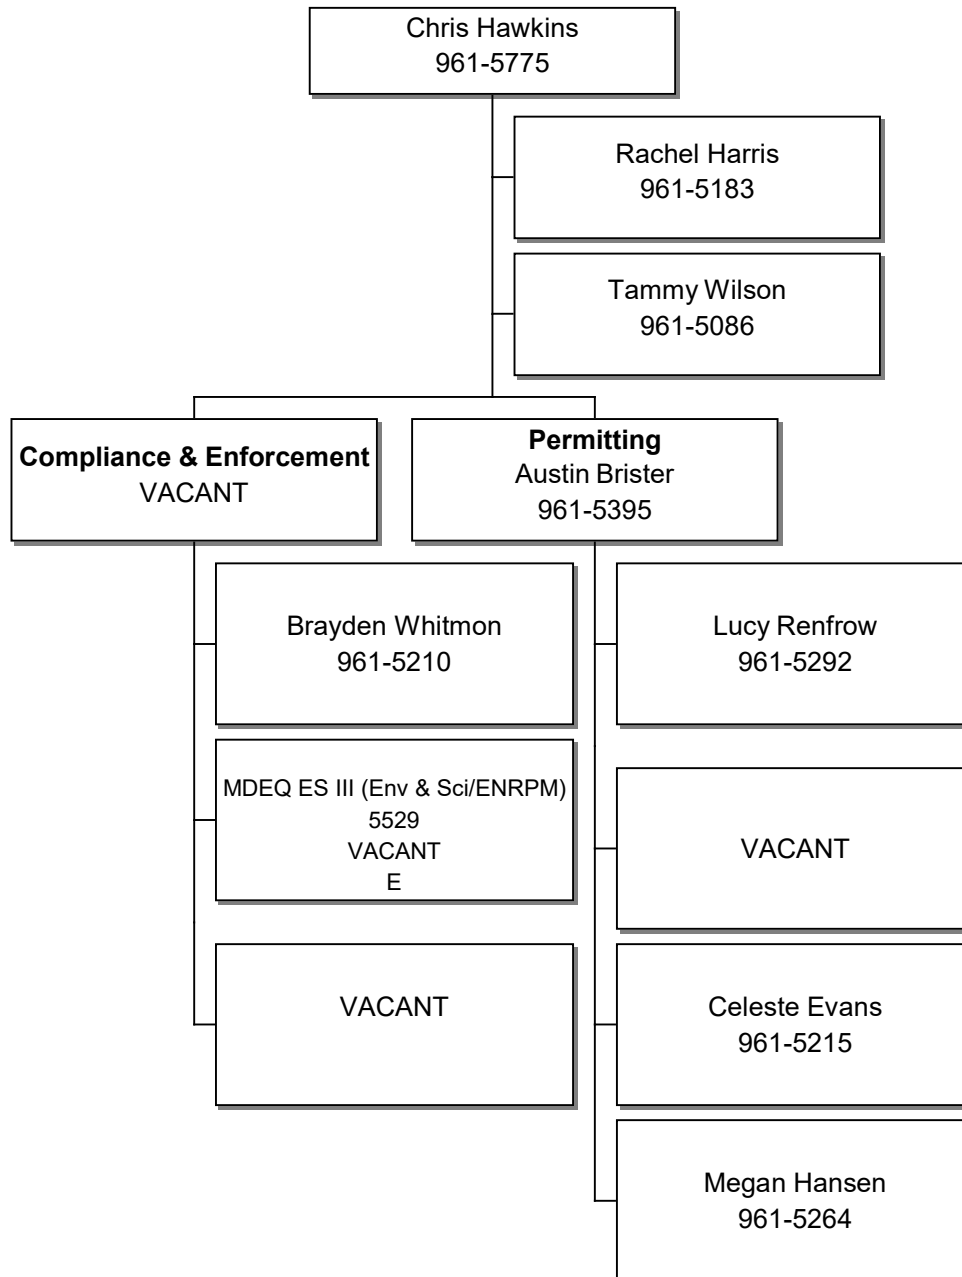 Chris Hawkins
961-5775
Rachel Harris
961-5183
Tammy Wilson
961-5086
Compliance & Enforcement
VACANT
Permitting
Austin Brister
961-5395
Brayden Whitmon
961-5210
Lucy Renfrow
961-5292
MDEQ ES III (Env & Sci/ENRPM)
5529
VACANT
E
VACANT
VACANT
Celeste Evans
961-5215
Megan Hansen
961-5264